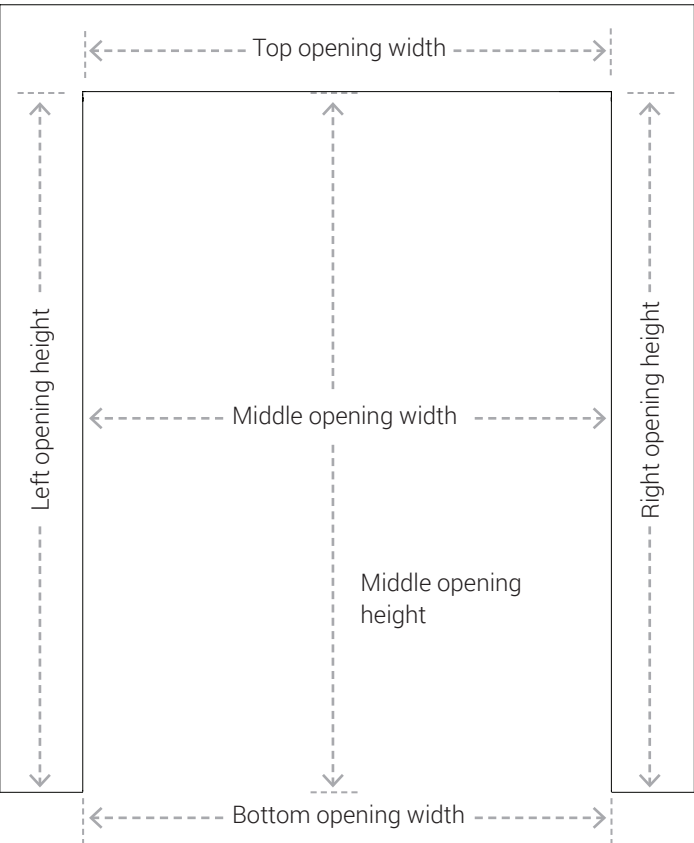 Top opening width
Left opening height
Right opening height
Middle opening width
Middle opening
height
Bottom opening width